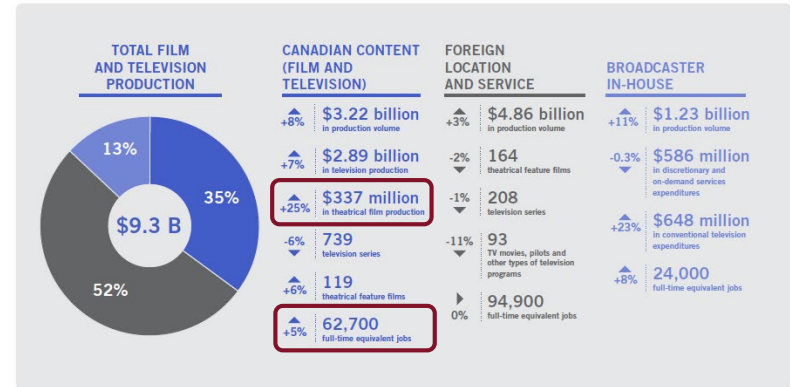 TOTAL FILM
AND TELEVISION
PRODUCTION
13%
35%
$9.3 B
52%
CANADIAN CONTENT
(FILM AND
TELEVISION)
+8%
$3.22 billion
in production volume
+7%
$2.89 billion
in television production
+25%
$337 million
in theatrical film production
-6%
739
television series
+6%
119
theatrical feature films
+5%
62,700
full-time equivalent jobs
FOREIGN
LOCATION
AND SERVICE
+3%
$4.86 billion
in production volume
-2%
164
theatrical feature films
-1%
208
television series
-11%
93
TV movies, pilots and
other types of television
programs
0%
94,900
full-time equivalent jobs
BROADCASTER
IN-HOUSE
+11%
$1.23 billion
in production volume
-0.3%
$586 million
in discretionary and
on-demand services
expenditures
+23%
$648 million
in conventional television
expenditures
+8%
24,000
full-time equivalent jobs